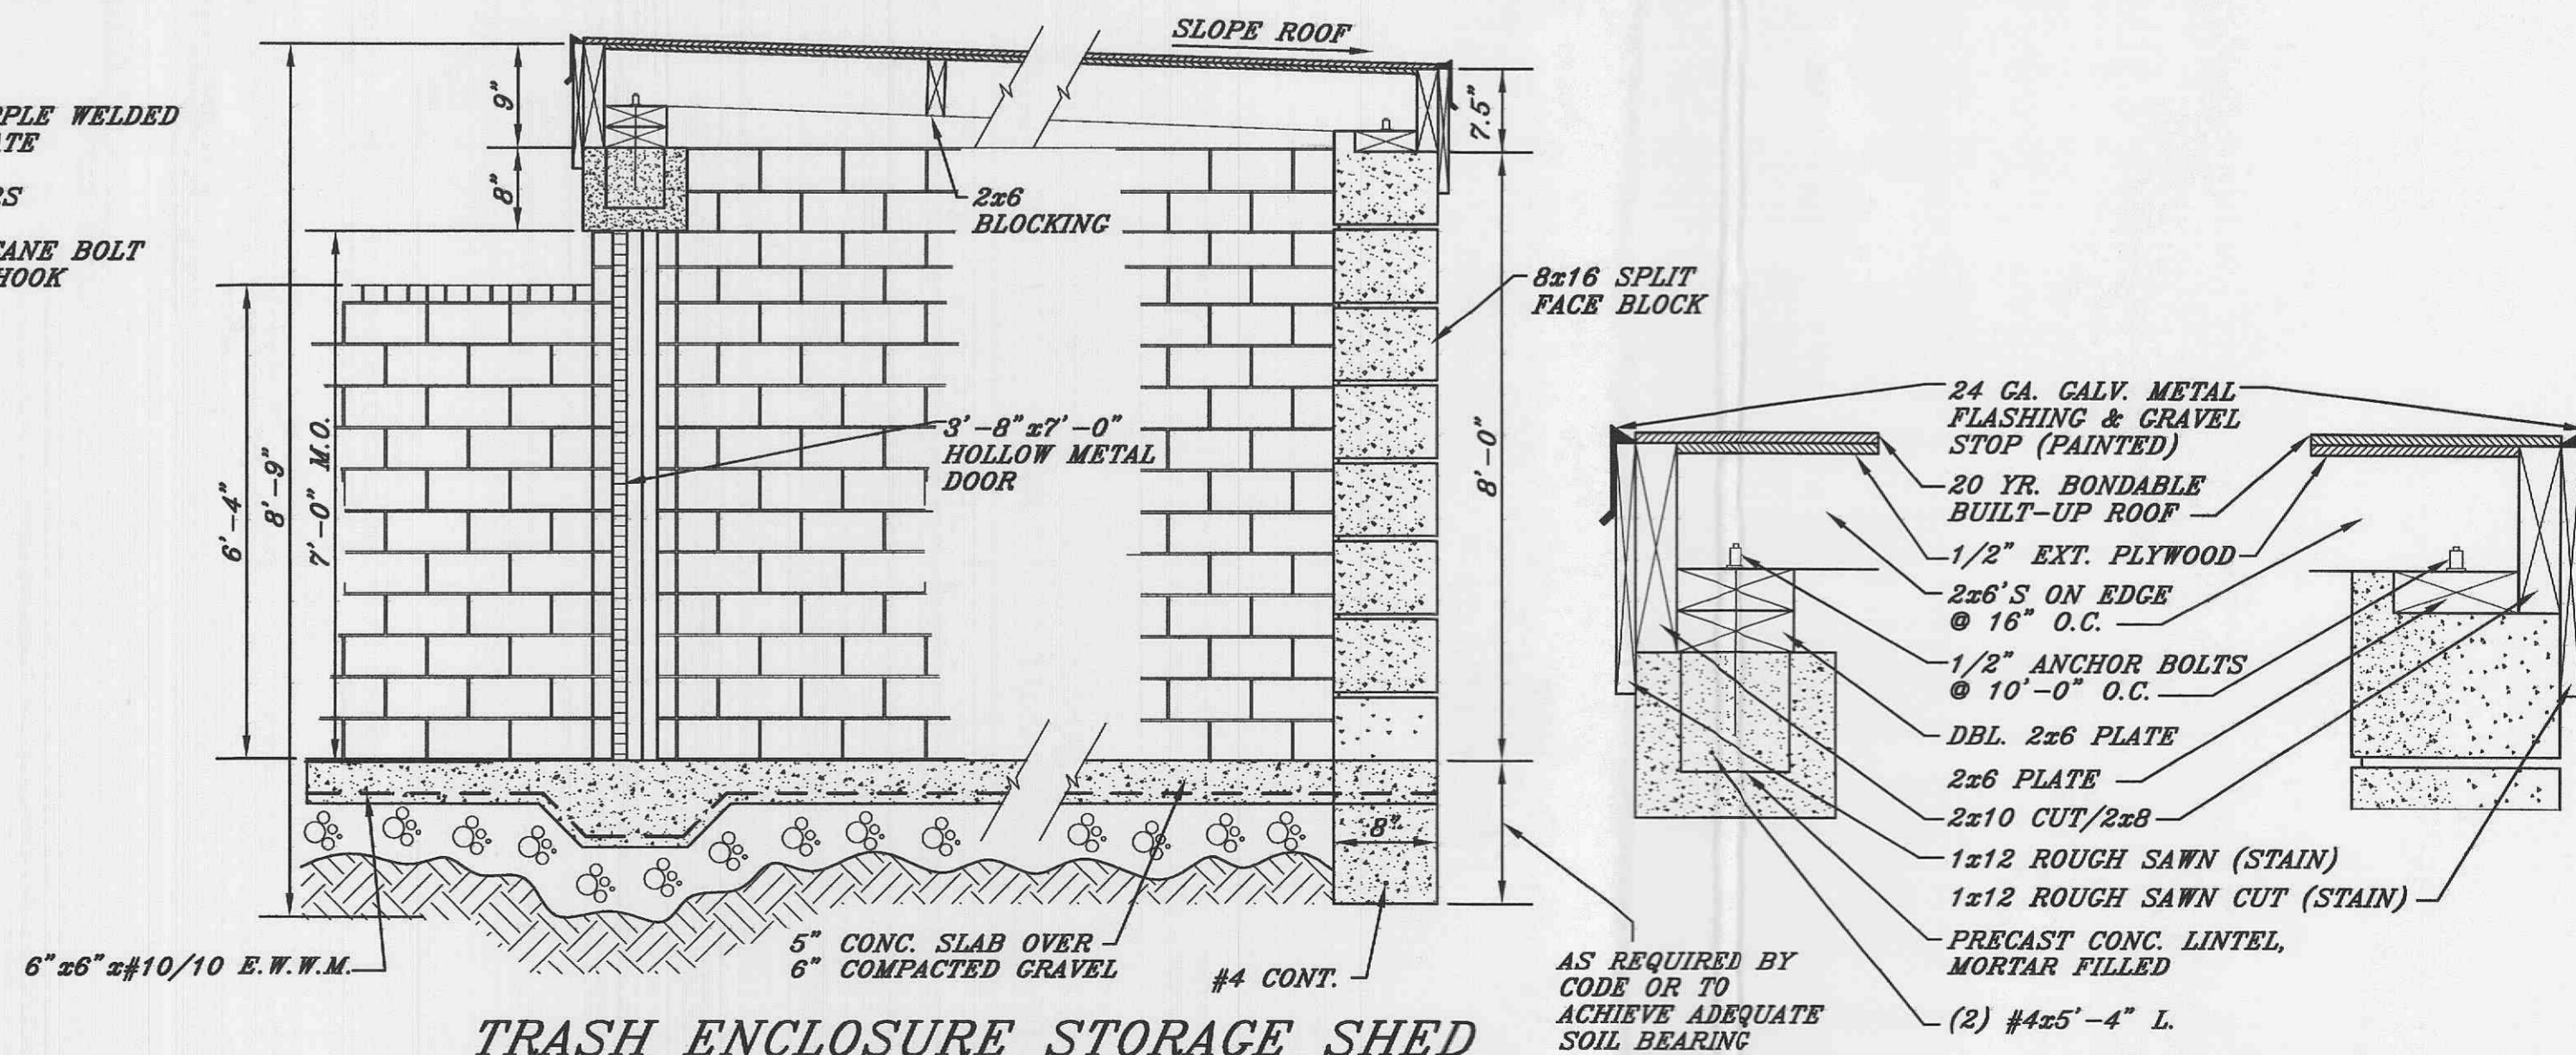 SLOPE ROOF
WELDED
9"
7.5"
8"
2x6
BLOCKING
CANE BOLT
HOOK
8x16 SPLIT
FACE BLOCK
3'-8"x7'-0"
HOLLOW METAL
DOOR
6'-4"
8'-9"
7'-0" M.O.
8'-0"
8"
6"x6"x#10/10 E.W.W.M.
5" CONC. SLAB OVER
6" COMPACTED GRAVEL
#4 CONT.
AS REQUIRED BY
CODE OR TO
ACHIEVE ADEQUATE
SOIL BEARING
24 GA. GALV. METAL
FLASHING & GRAVEL
STOP (PAINTED)
20 YR. BONDABLE
BUILT-UP ROOF
1/2" EXT. PLYWOOD
2x6'S ON EDGE
@ 16" O.C.
1/2" ANCHOR BOLTS
@ 10'-0" O.C.
DBL. 2x6 PLATE
2x6 PLATE
2x10 CUT/2x8
1x12 ROUGH SAWN (STAIN)
1x12 ROUGH SAWN CUT (STAIN)
PRECAST CONC. LINTEL,
MORTAR FILLED
(2) #4x5'-4" L.
TRASH ENCLOSURE STORAGE SHED